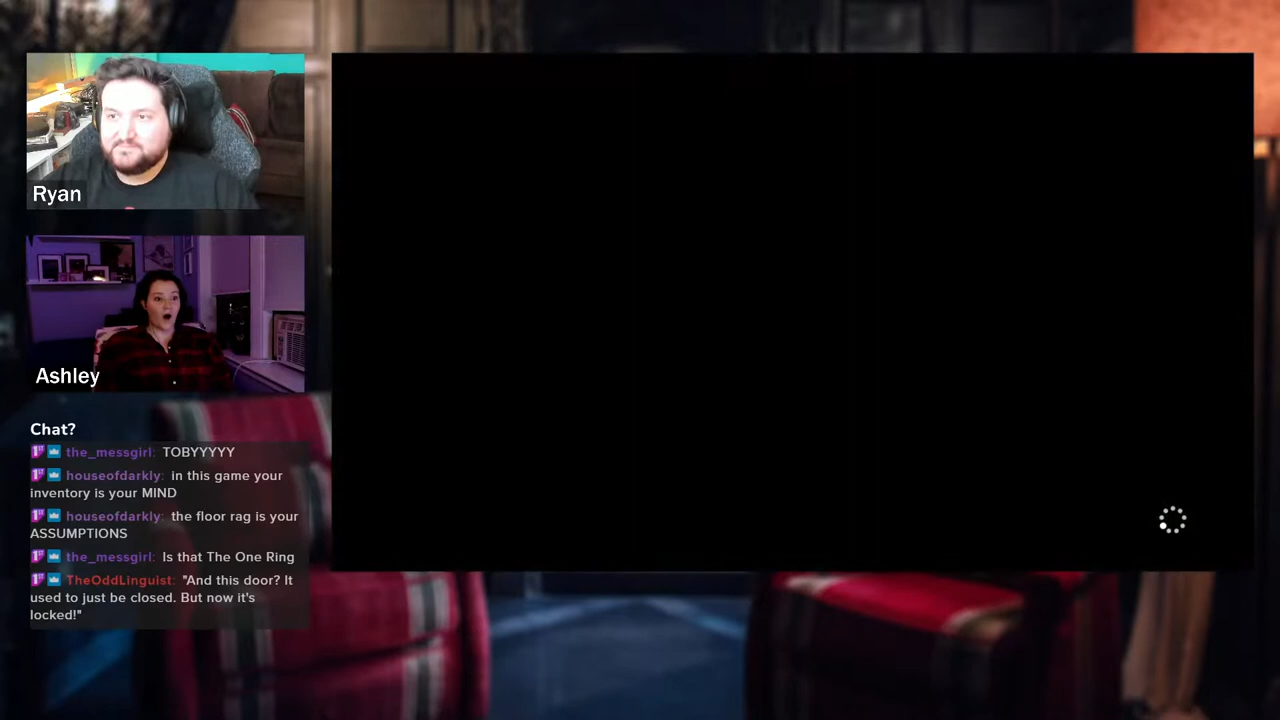 Ryan
Ashley
Chat?
the_messgirl: TOBYYYYY
houseofdarkly: in this game your
inventory is your MIND
houseofdarkly: the floor rag is your
ASSUMPTIONS
the_messgirl: Is that The One Ring
TheOddLinguist: "And this door? It
used to just be closed. But now it's
locked!"